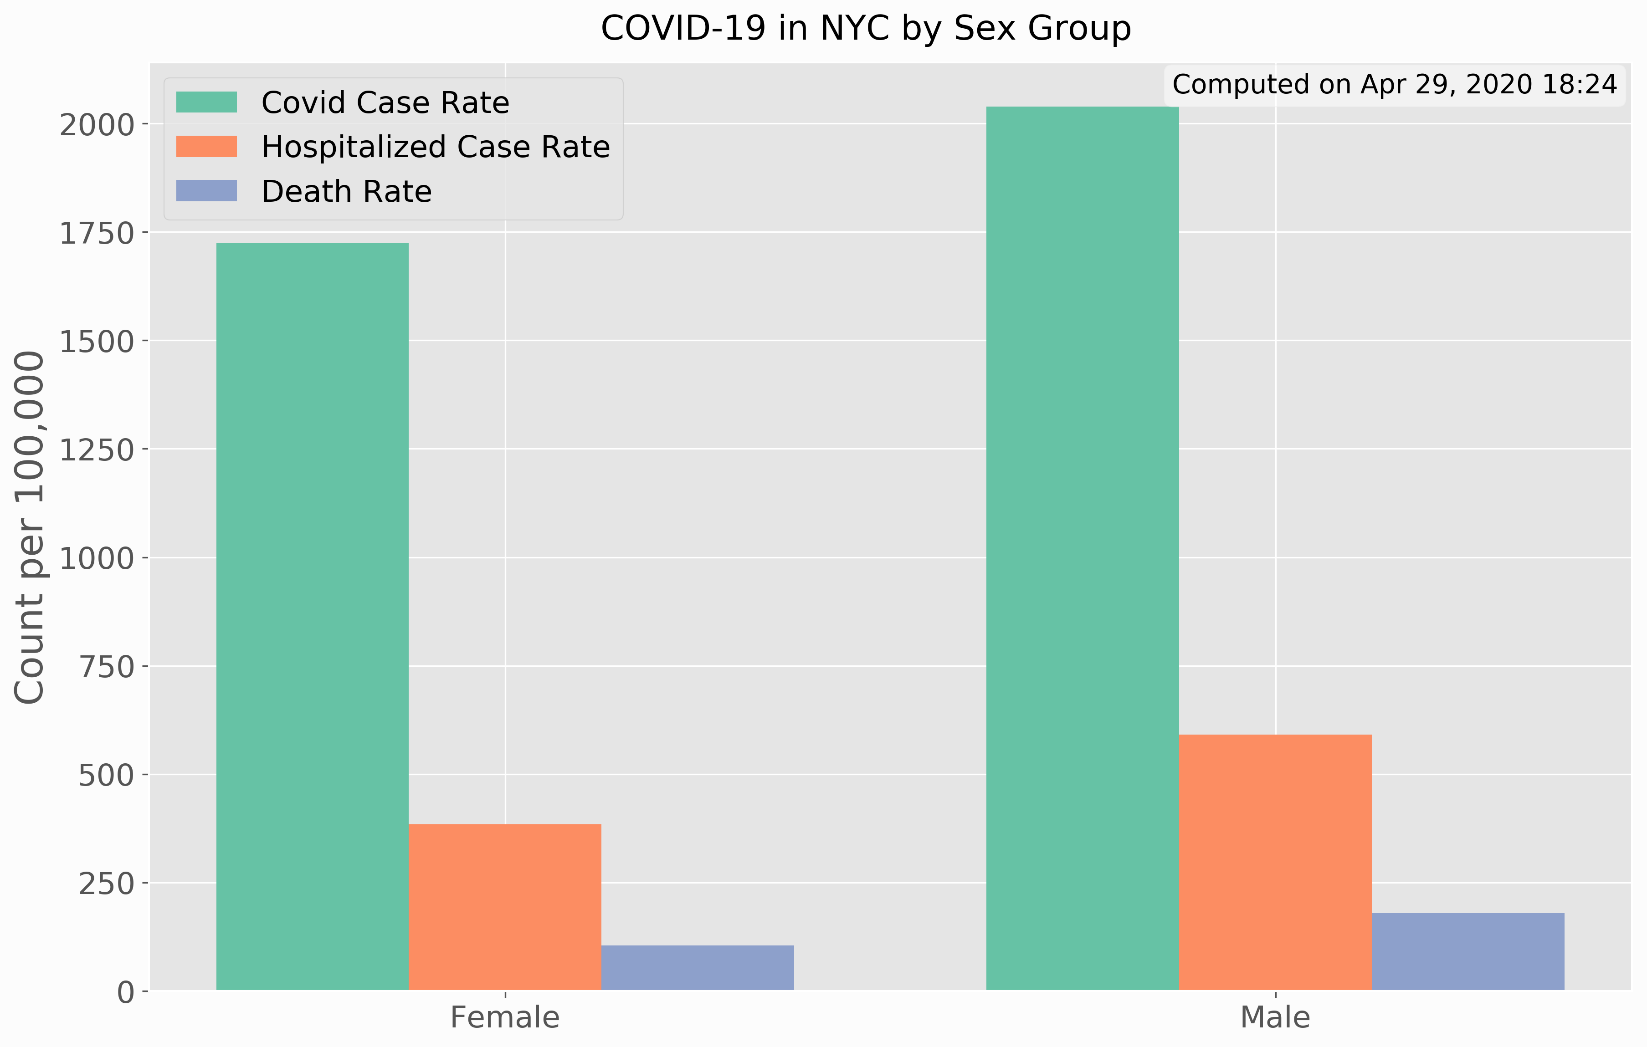 COVID-19 in NYC by Sex Group
Computed on Apr 29, 2020 18:24
Covid Case Rate
Hospitalized Case Rate
Death Rate
Count per 100,000
2000
1750
1500
1250
1000
750
500
250
0
Female
Male